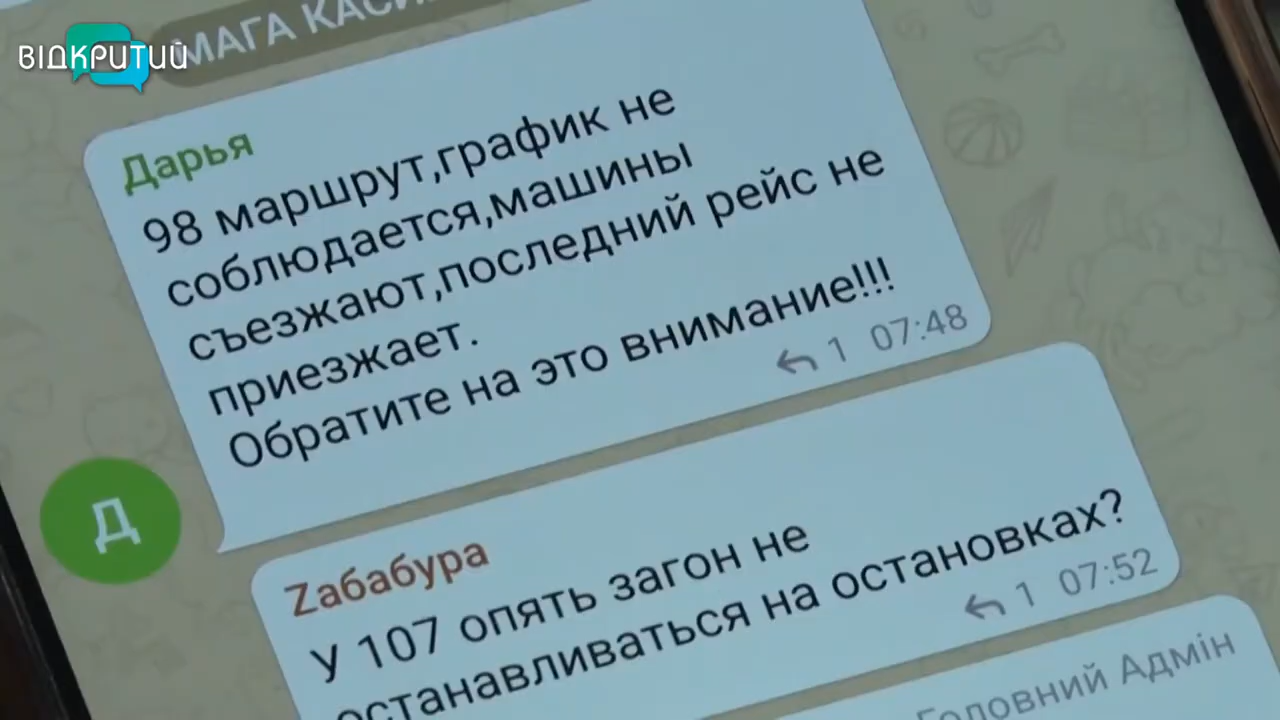 ВІДКРИТИЙ
МАГА
Дарья
98 маршрут,график не
соблюдается,машины
съезжают,последний рейс не
приезжает.
Обратите на это внимание!!!
1 07:48
Д
Zабабура
У 107 опять загон не
останавливаться на остановках?
1 07:52
Головний Адмін